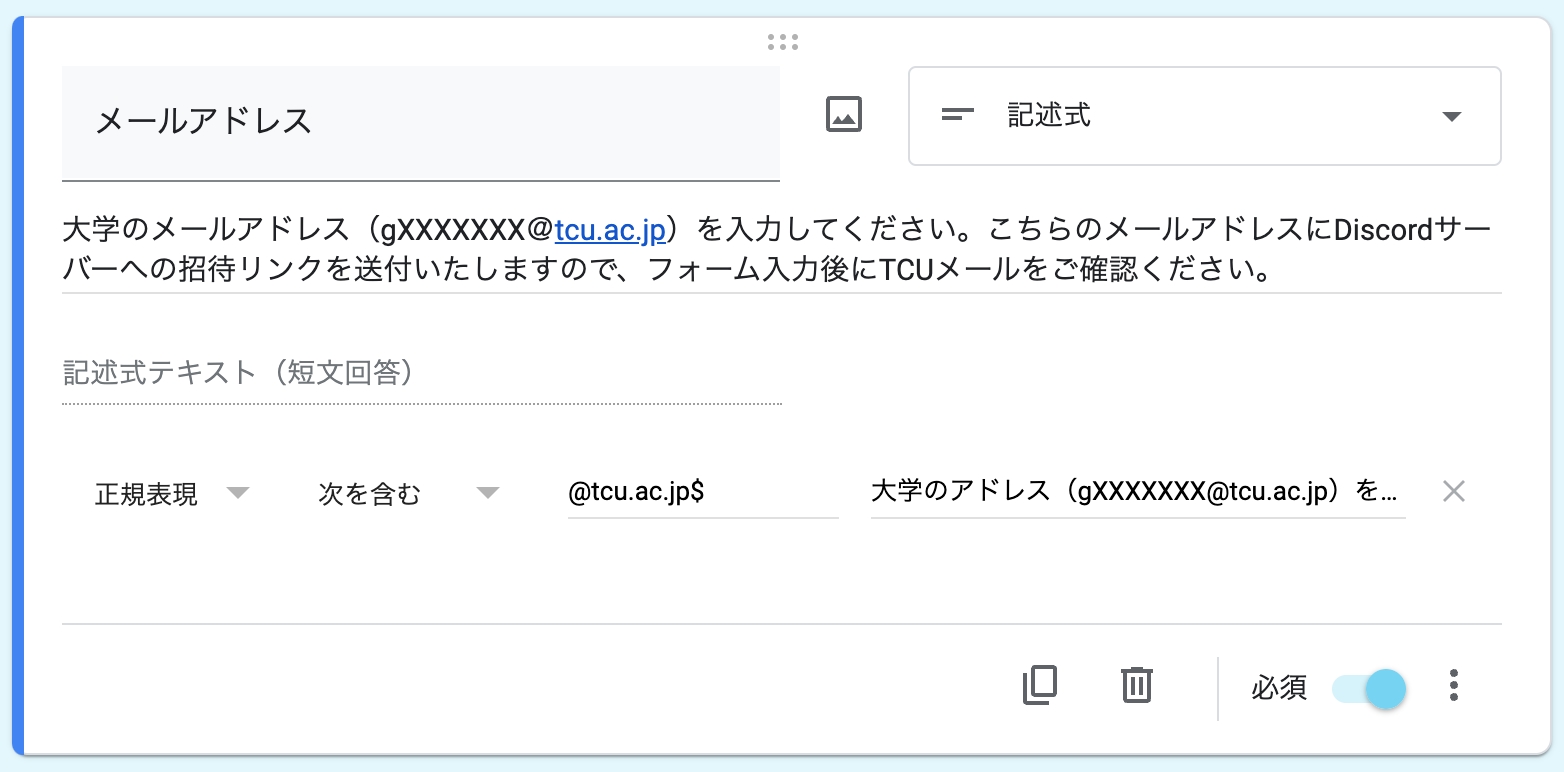 メールアドレス
記述式
大学のメールアドレス（gXXXXXXX@tcu.ac.jp）を入力してください。こちらのメールアドレスにDiscordサー
バーへの招待リンクを送付いたしますので、フォーム入力後にTCUメールをご確認ください。
記述式テキスト（短文回答）
正規表現 次を含む @tcu.ac.jp$ 大学のアドレス（gXXXXXXX@tcu.ac.jp）を...
必須